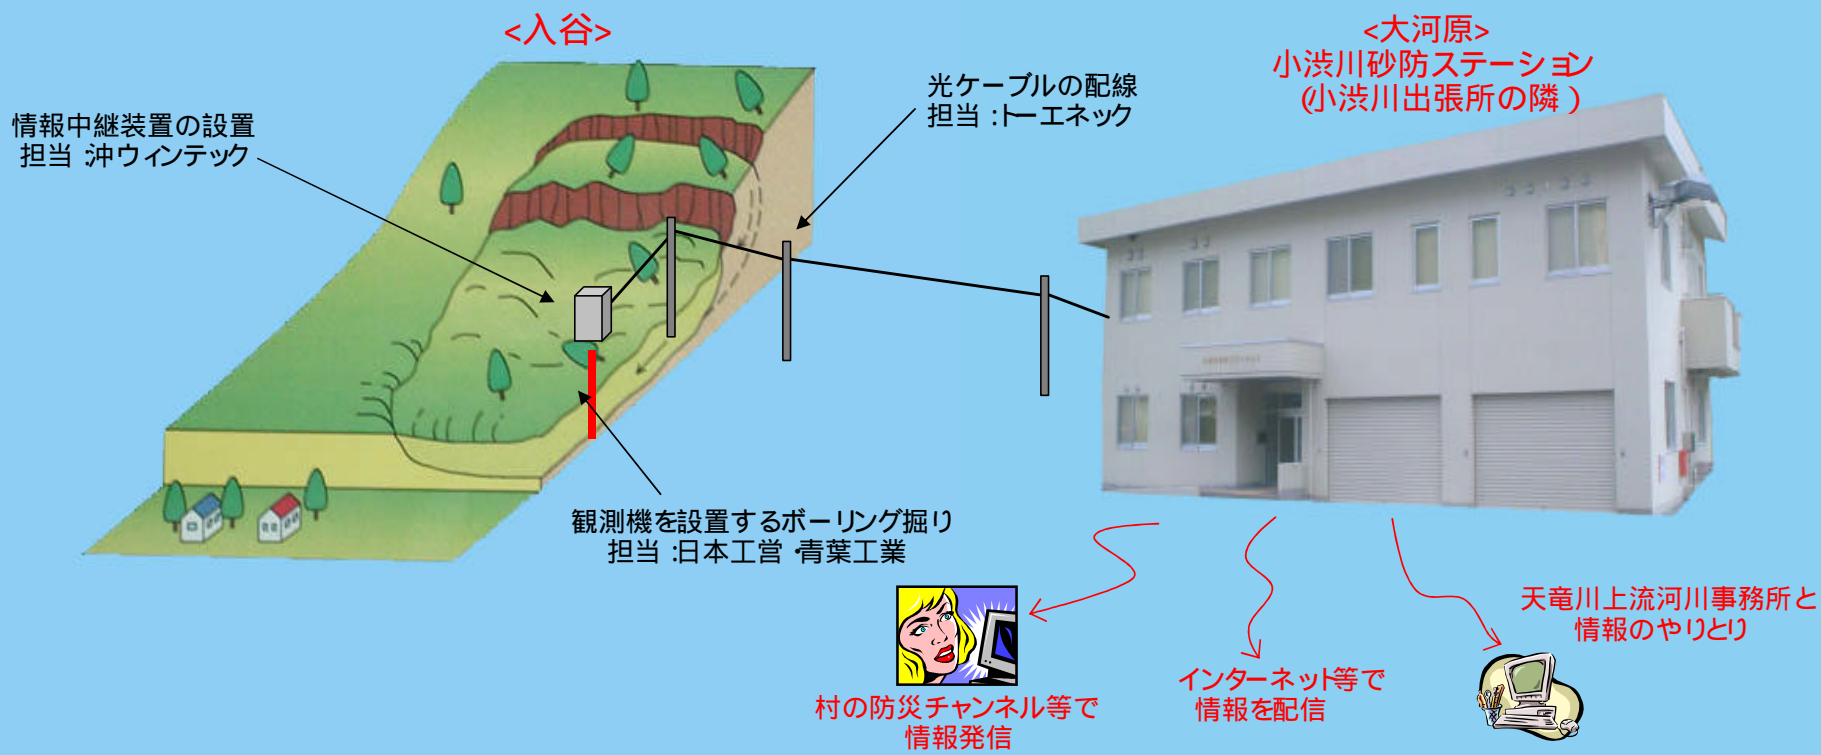 <入谷>
<大河原>
小渋川砂防ステーション
(小渋川出張所の隣)
光ケーブルの配線
担当:トーエネック
情報中継装置の設置
担当:沖ウィンテック
観測機を設置するボーリング掘り
担当:日本工営・青葉工業
天竜川上流河川事務所と
情報のやりとり
インターネット等で
情報を配信
村の防災チャンネル等で
情報発信